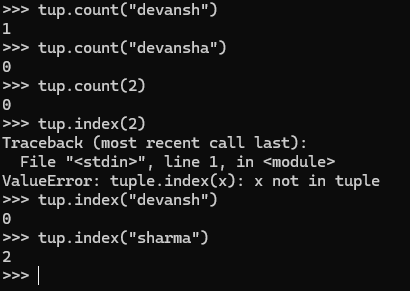 >>> tup.count("devansh")
1
>>> tup.count("devansha")
0
>>> tup.count(2)
0
>>> tup.index(2)
Traceback (most recent call last):
  File "<stdin>", line 1, in <module>
ValueError: tuple.index(x): x not in tuple
>>> tup.index("devansh")
0
>>> tup.index("sharma")
2
>>>